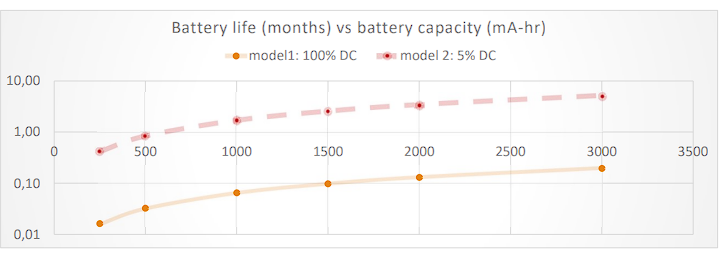 Battery life (months) vs battery capacity (mA-hr)
model1: 100% DC model 2: 5% DC
10,00
1,00
0 500 1000 1500 2000 2500 3000 3500
0,10
0,01